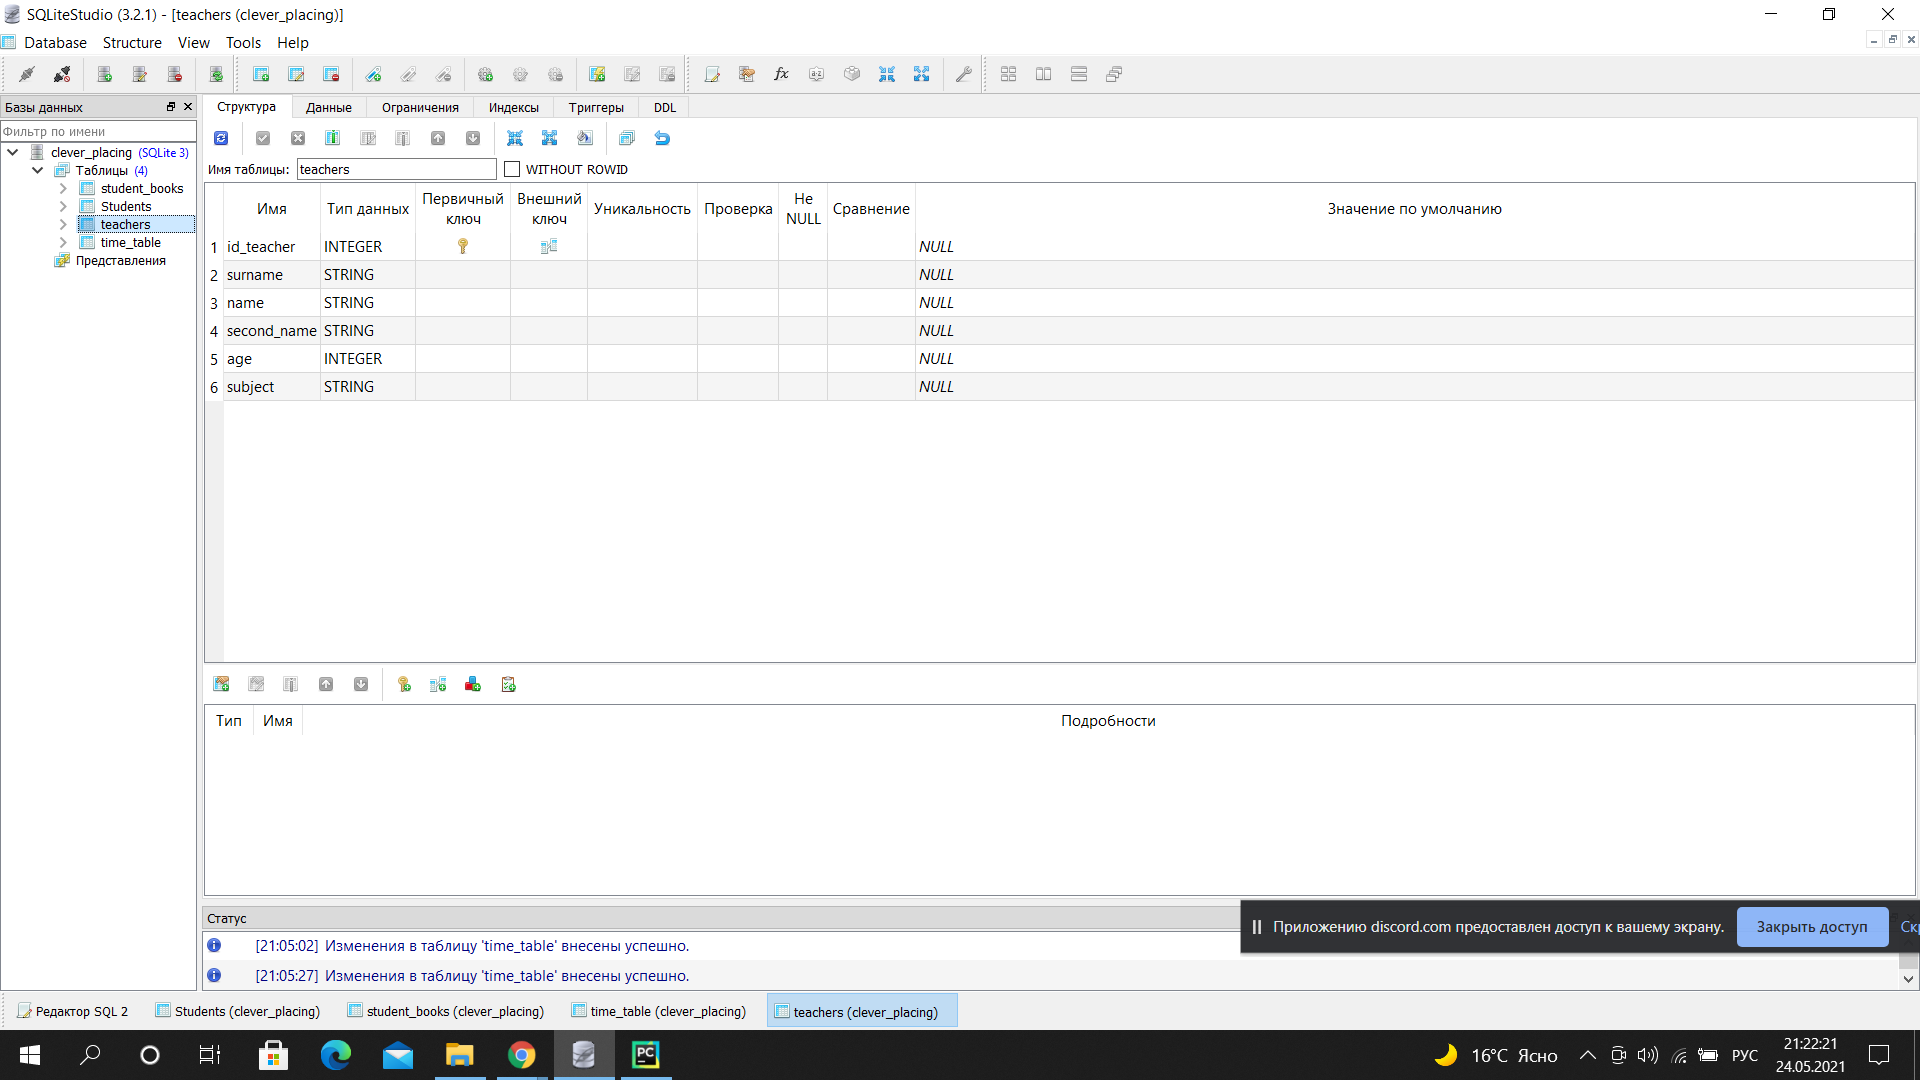 SQLiteStudio (3.2.1) - [teachers (clever_placing)]
Database Structure View Tools Help
Базы данных
Фильтр по имени
clever_placing (SQLite 3)
Таблицы (4)
student_books
Students
teachers
time_table
Представления
Структура Данные Ограничения Индексы Триггеры DDL
Имя таблицы: teachers WITHOUT ROWID
Имя Тип данных Первичный ключ Внешний ключ Уникальность Проверка Не NULL Сравнение Значение по умолчанию
1 id_teacher INTEGER NULL
2 surname STRING NULL
3 name STRING NULL
4 second_name STRING NULL
5 age INTEGER NULL
6 subject STRING NULL
Тип Имя Подробности
Статус
[21:05:02] Изменения в таблицу 'time_table' внесены успешно.
[21:05:27] Изменения в таблицу 'time_table' внесены успешно.
Приложению discord.com предоставлен доступ к вашему экрану. Закрыть доступ
Редактор SQL 2 Students (clever_placing) student_books (clever_placing) time_table (clever_placing) teachers (clever_placing)
PC
16°C Ясно РУС 21:22:21
24.05.2021